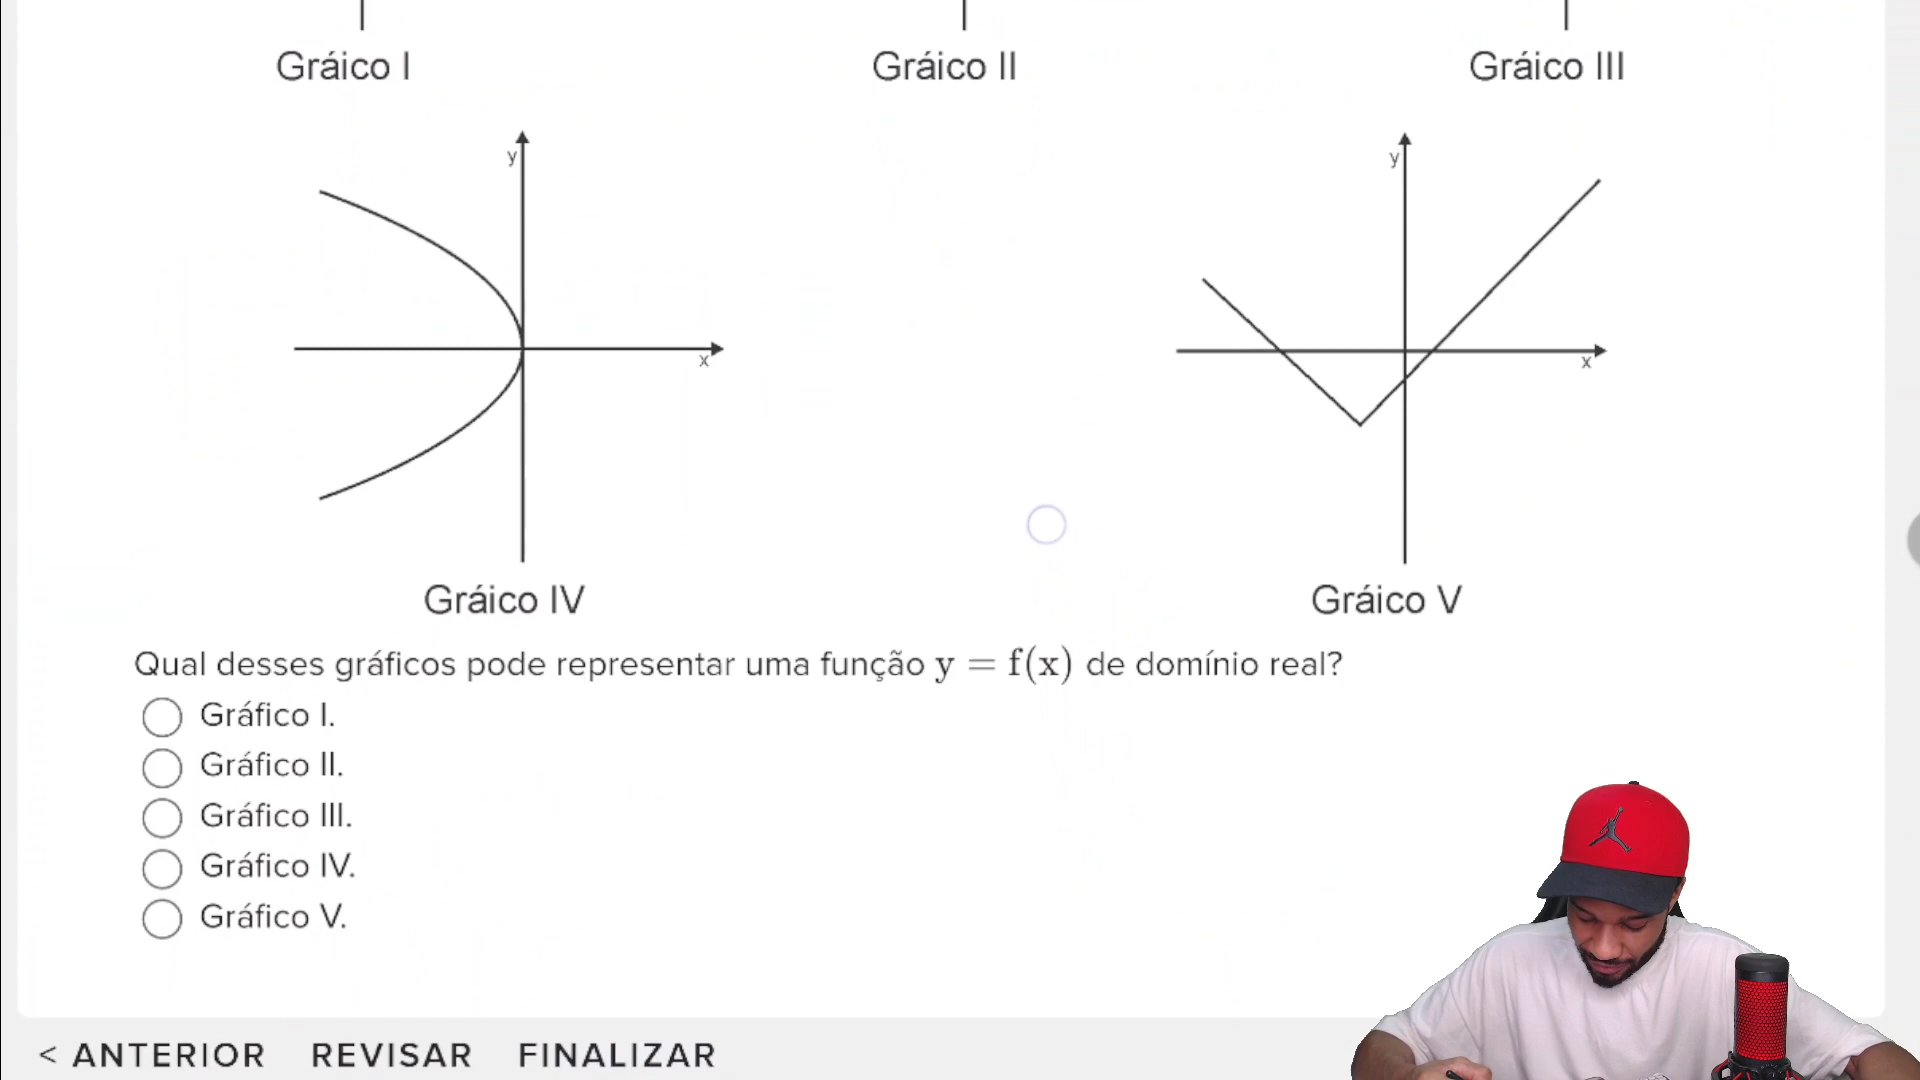 Gráico I
Gráico II
Gráico III
y
x
Gráico IV
y
x
Gráico V
Qual desses gráficos pode representar uma função y = f(x) de domínio real?
Gráfico I.
Gráfico II.
Gráfico III.
Gráfico IV.
Gráfico V.
< ANTERIOR REVISAR FINALIZAR